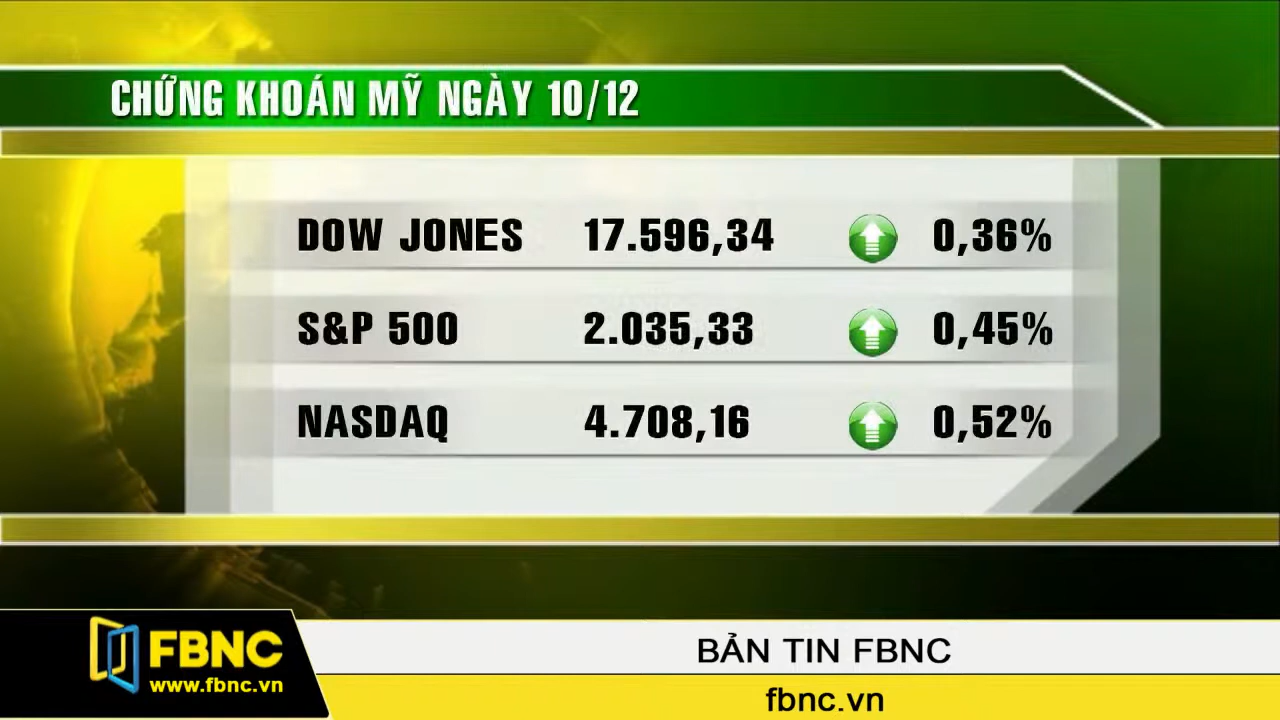 CHỨNG KHOÁN MỸ NGÀY 10/12
DOW JONES 17.596,34 0,36%
S&P 500 2.035,33 0,45%
NASDAQ 4.708,16 0,52%
FBNC
www.fbnc.vn
BẢN TIN FBNC
fbnc.vn